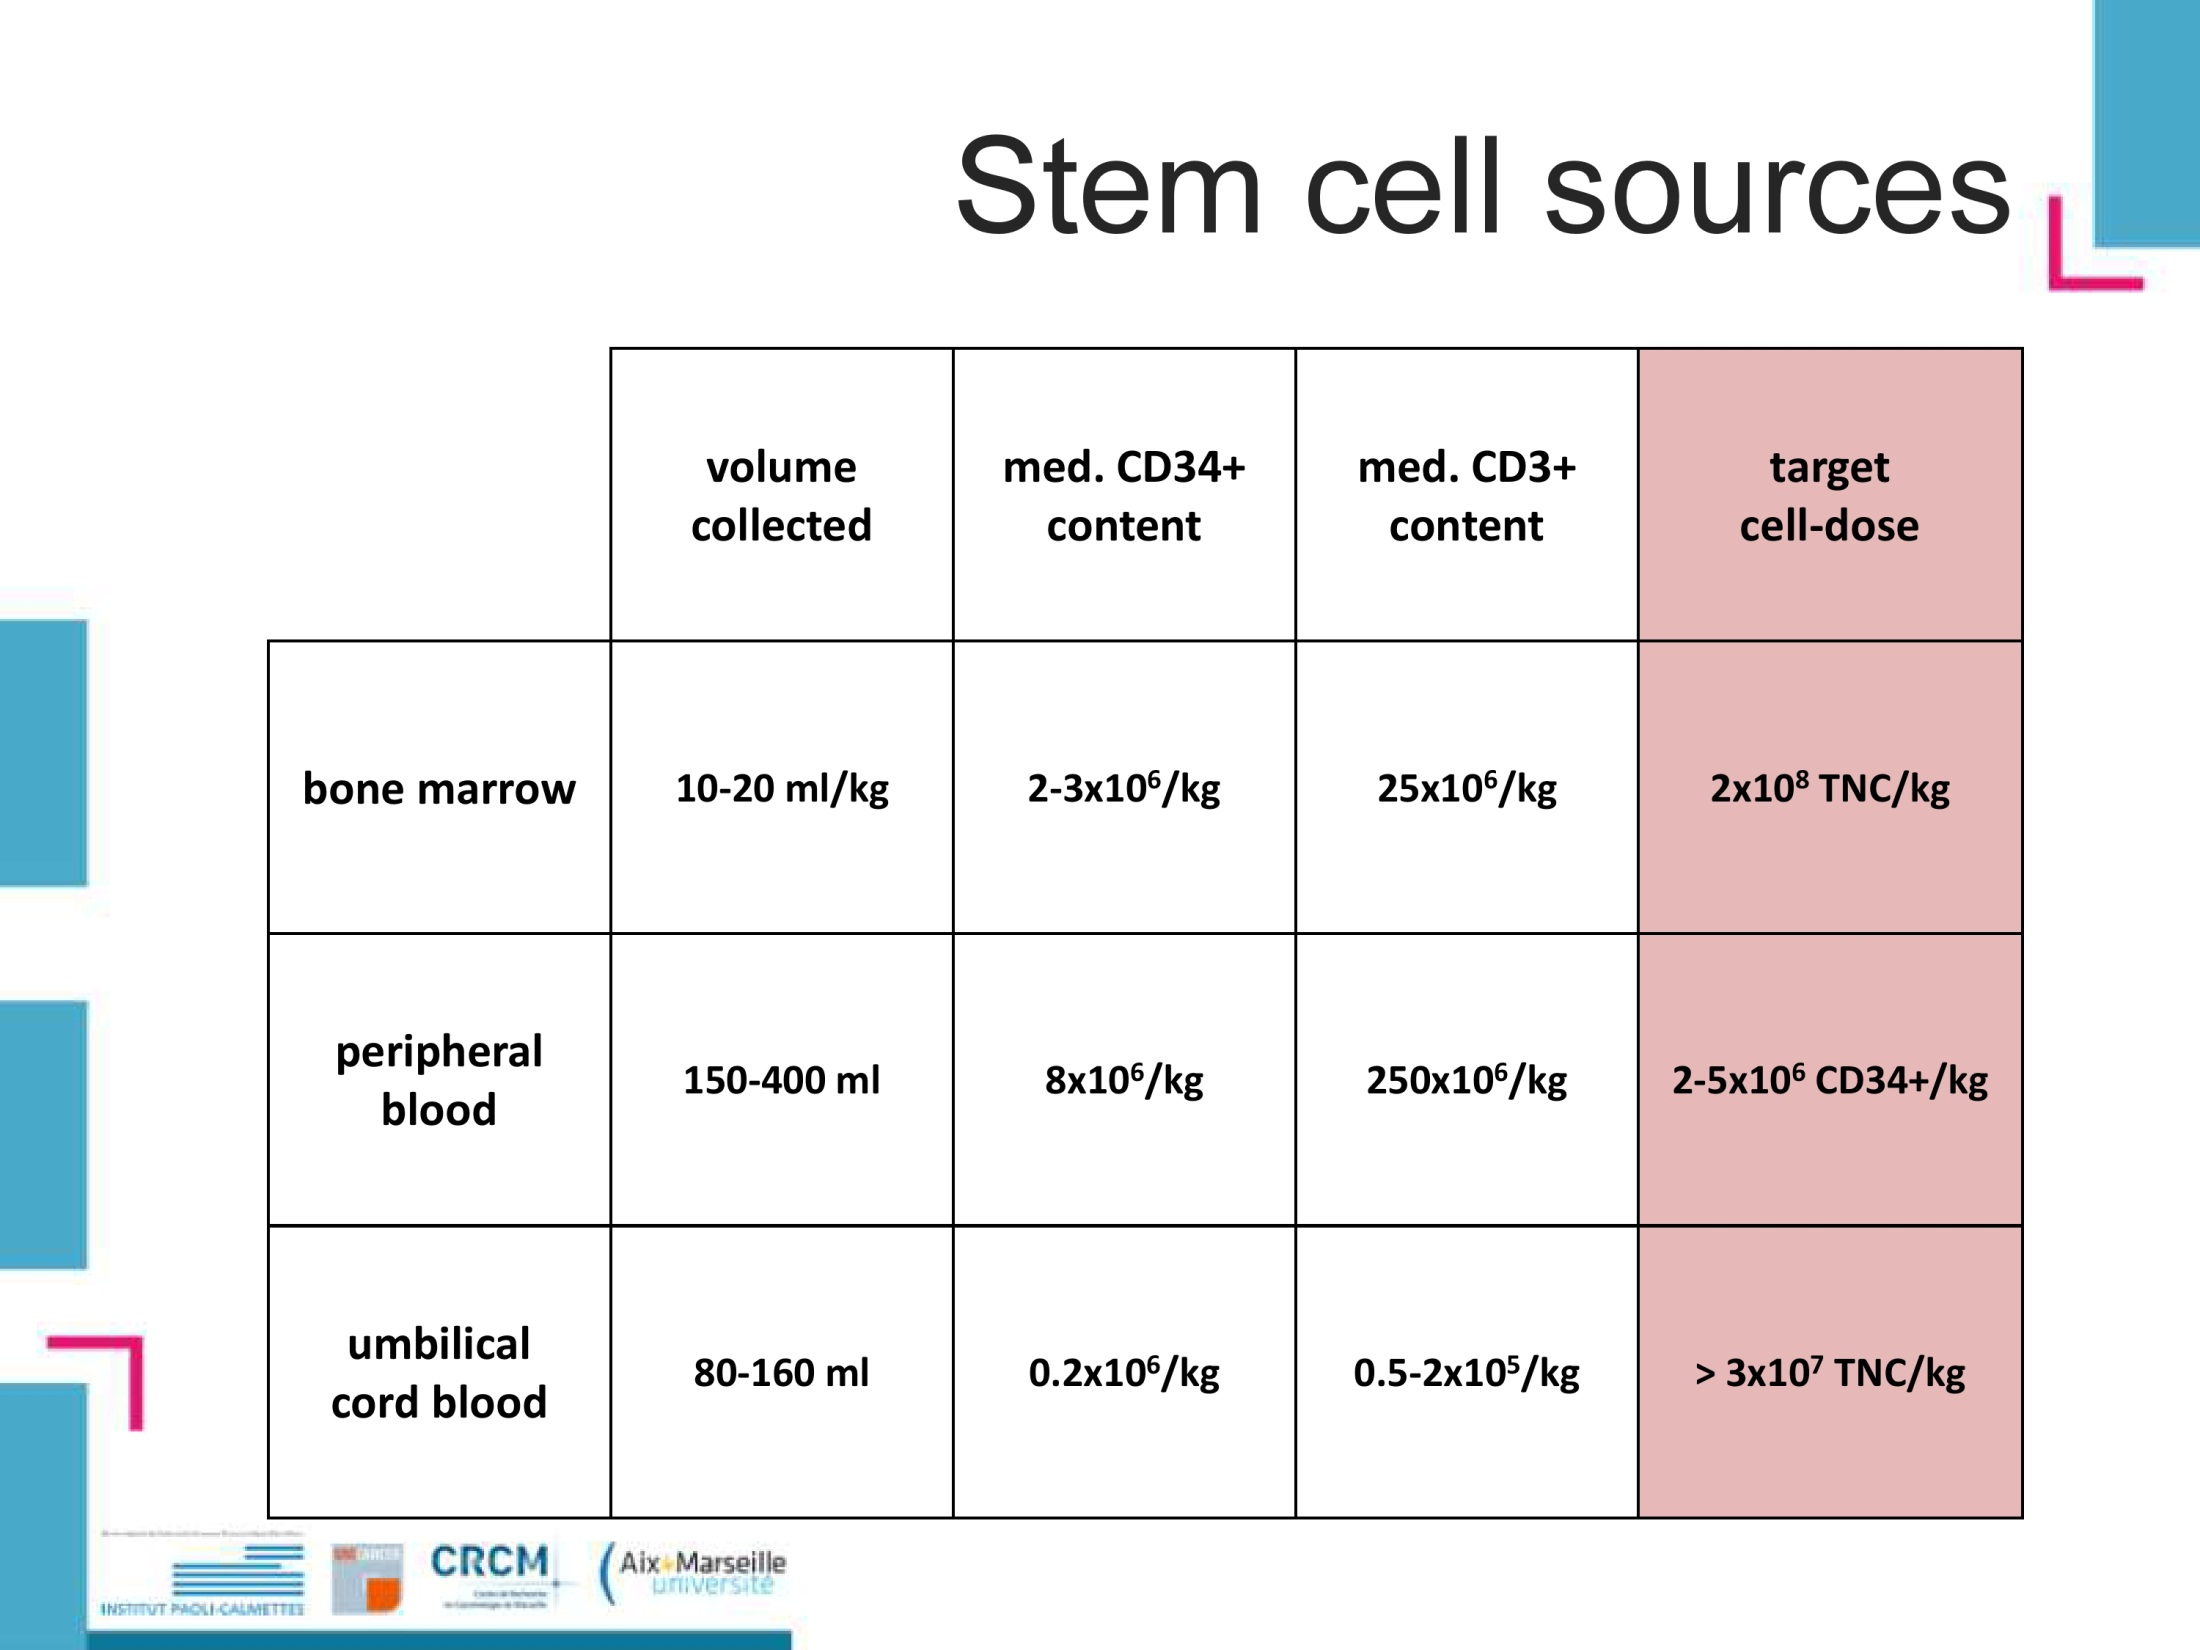 Stem cell sources
volume
collected
med. CD34+
content
med. CD3+
content
target
cell-dose
bone marrow
10-20 ml/kg
2-3x10⁶/kg
25x10⁶/kg
2x10⁸ TNC/kg
peripheral
blood
150-400 ml
8x10⁶/kg
250x10⁶/kg
2-5x10⁶ CD34+/kg
umbilical
cord blood
80-160 ml
0.2x10⁶/kg
0.5-2x10⁵/kg
> 3x10⁷ TNC/kg
INSTITUT PAOLI-CALMETTES
CRCM
Aix Marseille
université